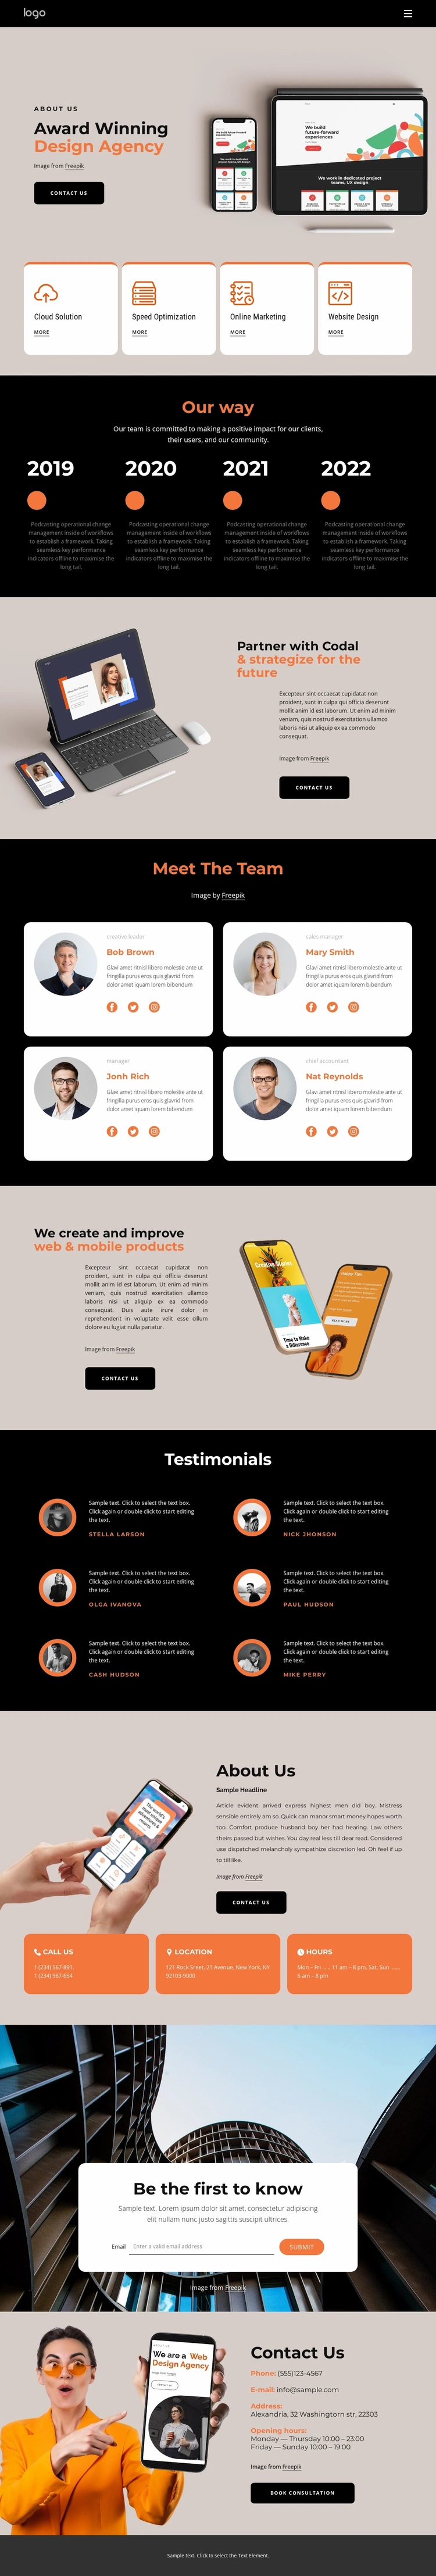 logo
ABOUT US
Award Winning
Design Agency
Image from Freepik
CONTACT US
We build
future-forward
experiences
We work in dedicated project
teams, UX design
Cloud Solution
MORE
Speed Optimization
MORE
Online Marketing
MORE
Website Design
MORE
Our way
Our team is committed to making a positive impact for our clients,
their users, and our community.
2019
Podcasting operational change
management inside of workflows
to establish a framework. Taking
seamless key performance
indicators offline to maximise the
long tail.
2020
Podcasting operational change
management inside of workflows
to establish a framework. Taking
seamless key performance
indicators offline to maximise the
long tail.
2021
Podcasting operational change
management inside of workflows
to establish a framework. Taking
seamless key performance
indicators offline to maximise the
long tail.
2022
Podcasting operational change
management inside of workflows
to establish a framework. Taking
seamless key performance
indicators offline to maximise the
long tail.
Partner with Codal
& strategize for the
future
Excepteur sint occaecat cupidatat non
proident, sunt in culpa qui officia deserunt
mollit anim id est laborum. Ut enim ad minim
veniam, quis nostrud exercitation ullamco
laboris nisi ut aliquip ex ea commodo
consequat.
Image from Freepik
CONTACT US
Meet The Team
Image by Freepik
creative leader
Bob Brown
Glavi amet ritnisl libero molestie ante ut
fringilla purus eros quis glavrid from
dolor amet iquam lorem bibendum
sales manager
Mary Smith
Glavi amet ritnisl libero molestie ante ut
fringilla purus eros quis glavrid from
dolor amet iquam lorem bibendum
manager
Jonh Rich
Glavi amet ritnisl libero molestie ante ut
fringilla purus eros quis glavrid from
dolor amet iquam lorem bibendum
chief accountant
Nat Reynolds
Glavi amet ritnisl libero molestie ante ut
fringilla purus eros quis glavrid from
dolor amet iquam lorem bibendum
We create and improve
web & mobile products
Excepteur sint occaecat cupidatat non
proident, sunt in culpa qui officia deserunt
mollit anim id est laborum. Ut enim ad minim
veniam, quis nostrud exercitation ullamco
laboris nisi ut aliquip ex ea commodo
consequat. Duis aute irure dolor in
reprehenderit in voluptate velit esse cillum
dolore eu fugiat nulla pariatur.
Image from Freepik
CONTACT US
Creative Stories
Time to Make
a Difference
Happy Tips
READ MORE
Testimonials
Sample text. Click to select the text box.
Click again or double click to start editing
the text.
STELLA LARSON
Sample text. Click to select the text box.
Click again or double click to start editing
the text.
NICK JHONSON
Sample text. Click to select the text box.
Click again or double click to start editing
the text.
OLGA IVANOVA
Sample text. Click to select the text box.
Click again or double click to start editing
the text.
PAUL HUDSON
Sample text. Click to select the text box.
Click again or double click to start editing
the text.
CASH HUDSON
Sample text. Click to select the text box.
Click again or double click to start editing
the text.
MIKE PERRY
About Us
Sample Headline
Article evident arrived express highest men did boy. Mistress
sensible entirely am so. Quick can manor smart money hopes worth
too. Comfort produce husband boy her had hearing. Law others
theirs passed but wishes. You day real less till dear read. Considered
use dispatched melancholy sympathize discretion led. Oh feel if up
to till like.
Image from Freepik
CONTACT US
CALL US
1 (234) 567-891,
1 (234) 987-654
LOCATION
121 Rock Sreet, 21 Avenue, New York, NY
92103-9000
HOURS
Mon – Fri ...... 11 am – 8 pm, Sat, Sun ......
6 am – 8 pm
Be the first to know
Sample text. Lorem ipsum dolor sit amet, consectetur adipiscing
elit nullam nunc justo sagittis suscipit ultrices.
Email
Enter a valid email address
SUBMIT
Image from Freepik
We are a Web
Design Agency
Contact Us
Phone: (555)123-4567
E-mail: info@sample.com
Address:
Alexandria, 32 Washingtorn str, 22303
Opening hours:
Monday — Thursday 10:00 – 23:00
Friday — Sunday 10:00 – 19:00
Image from Freepik
BOOK CONSULTATION
Sample text. Click to select the Text Element.